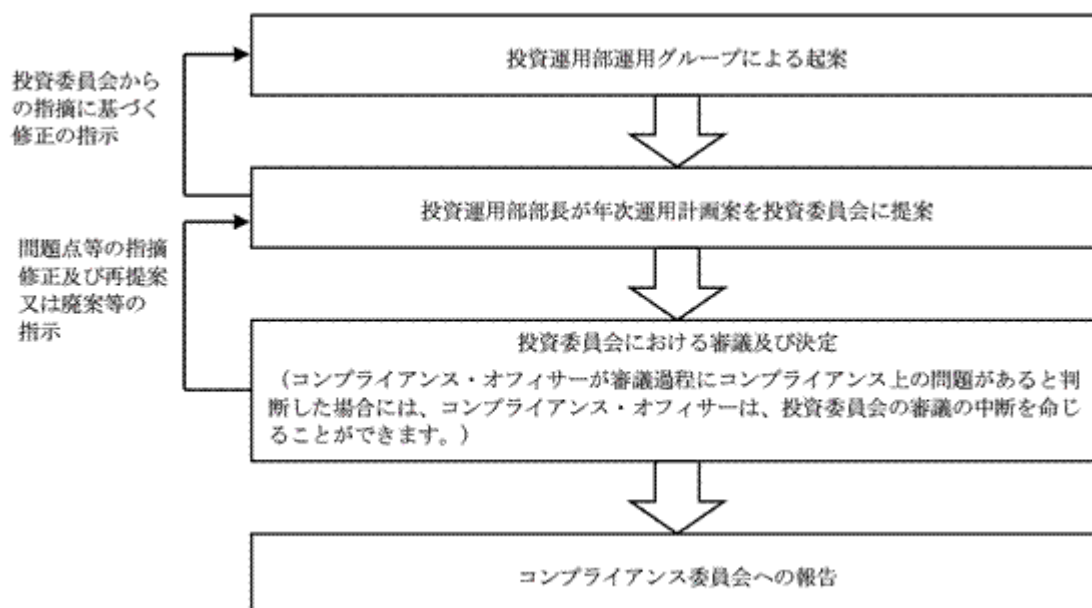 投資運用部運用グループによる起案
投資委員会から
の指摘に基づく
修正の指示
投資運用部部長が年次運用計画案を投資委員会に提案
問題点等の指摘
修正及び再提案
又は廃案等の
指示
投資委員会における審議及び決定
（コンプライアンス・オフィサーが審議過程にコンプライアンス上の問題があると判
断した場合には、コンプライアンス・オフィサーは、投資委員会の審議の中断を命じ
ることができます。）
コンプライアンス委員会への報告